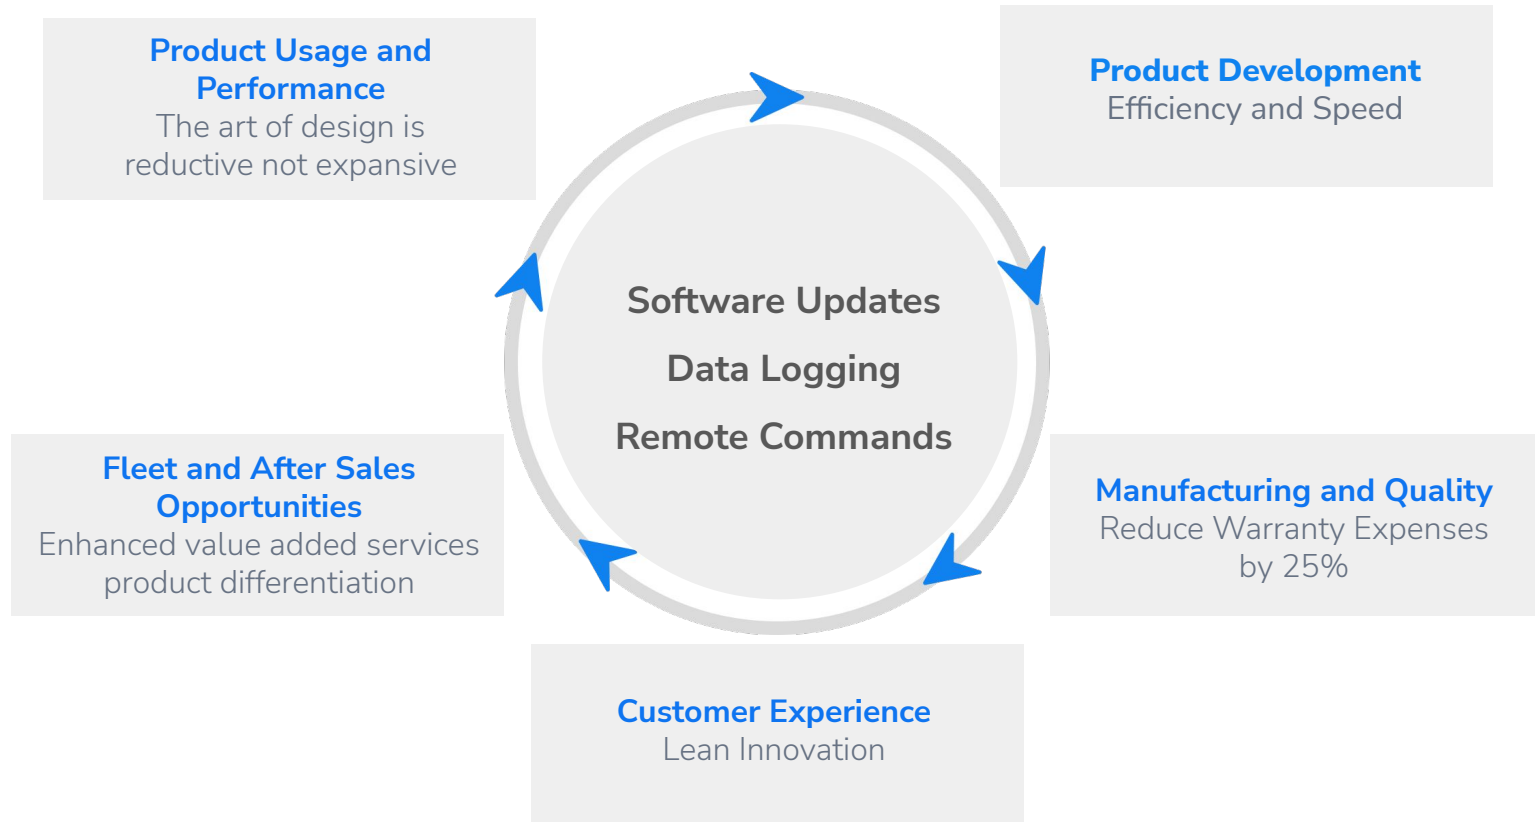 Product Usage and
Performance
The art of design is
reductive not expansive
Product Development
Efficiency and Speed
Software Updates
Data Logging
Remote Commands
Fleet and After Sales
Opportunities
Enhanced value added services
product differentiation
Manufacturing and Quality
Reduce Warranty Expenses
by 25%
Customer Experience
Lean Innovation